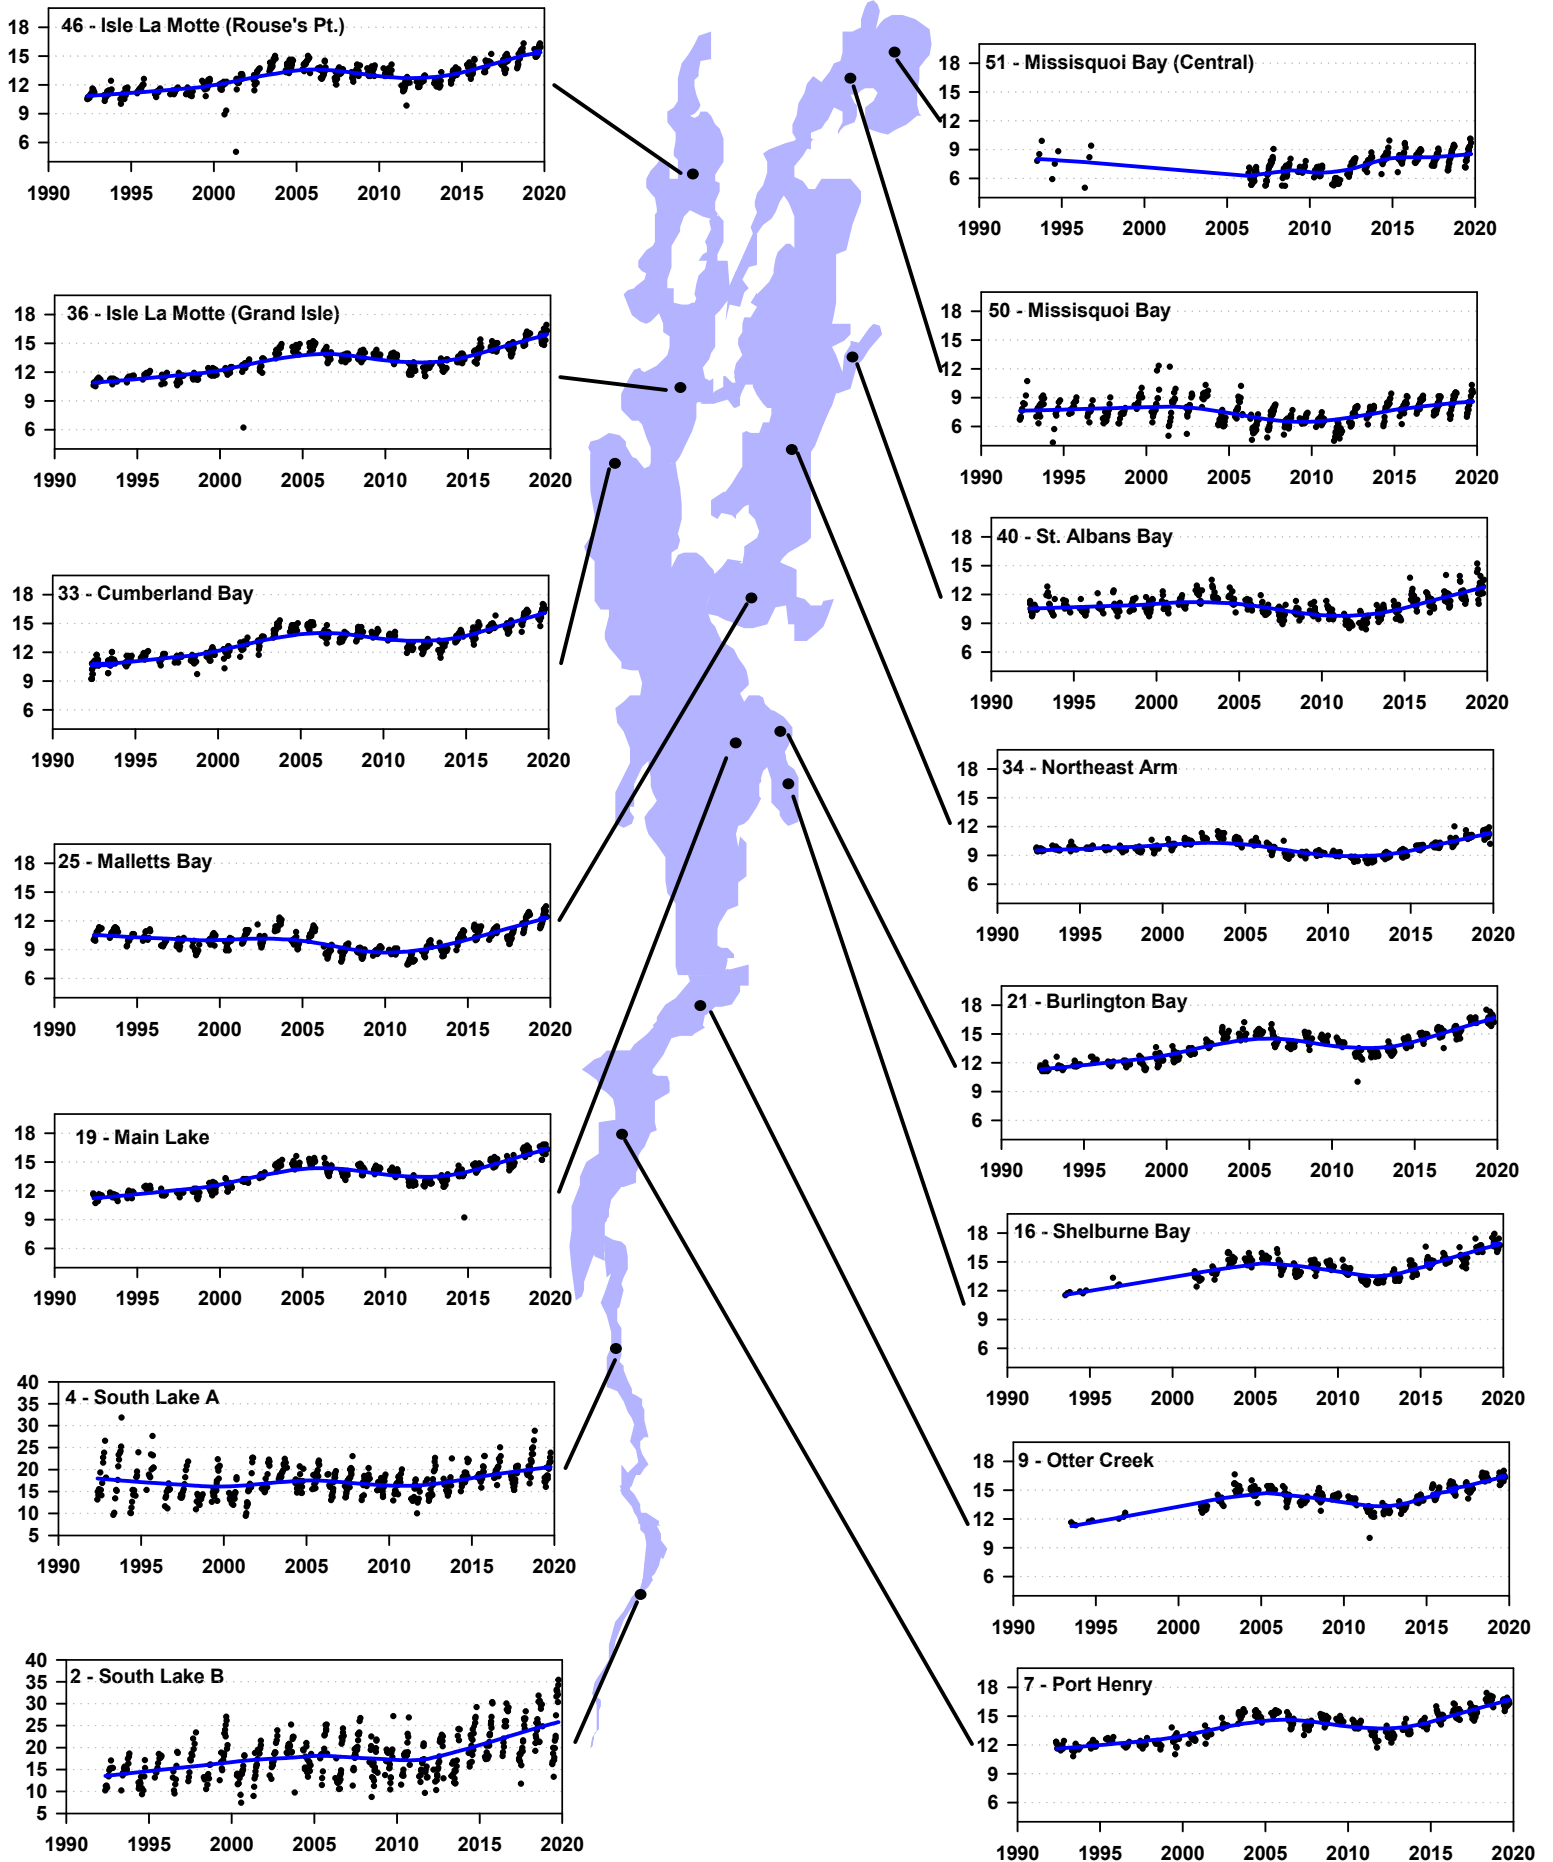 46 - Isle La Motte (Rouse's Pt.)
18
15
12
9
6
1990 1995 2000 2005 2010 2015 2020
36 - Isle La Motte (Grand Isle)
18
15
12
9
6
1990 1995 2000 2005 2010 2015 2020
33 - Cumberland Bay
18
15
12
9
6
1990 1995 2000 2005 2010 2015 2020
25 - Malletts Bay
18
15
12
9
6
1990 1995 2000 2005 2010 2015 2020
19 - Main Lake
18
15
12
9
6
1990 1995 2000 2005 2010 2015 2020
4 - South Lake A
40
35
30
25
20
15
10
5
1990 1995 2000 2005 2010 2015 2020
2 - South Lake B
40
35
30
25
20
15
10
5
1990 1995 2000 2005 2010 2015 2020
51 - Missisquoi Bay (Central)
18
15
12
9
6
1990 1995 2000 2005 2010 2015 2020
50 - Missisquoi Bay
18
15
12
9
6
1990 1995 2000 2005 2010 2015 2020
40 - St. Albans Bay
18
15
12
9
6
1990 1995 2000 2005 2010 2015 2020
34 - Northeast Arm
18
15
12
9
6
1990 1995 2000 2005 2010 2015 2020
21 - Burlington Bay
18
15
12
9
6
1990 1995 2000 2005 2010 2015 2020
16 - Shelburne Bay
18
15
12
9
6
1990 1995 2000 2005 2010 2015 2020
9 - Otter Creek
18
15
12
9
6
1990 1995 2000 2005 2010 2015 2020
7 - Port Henry
18
15
12
9
6
1990 1995 2000 2005 2010 2015 2020